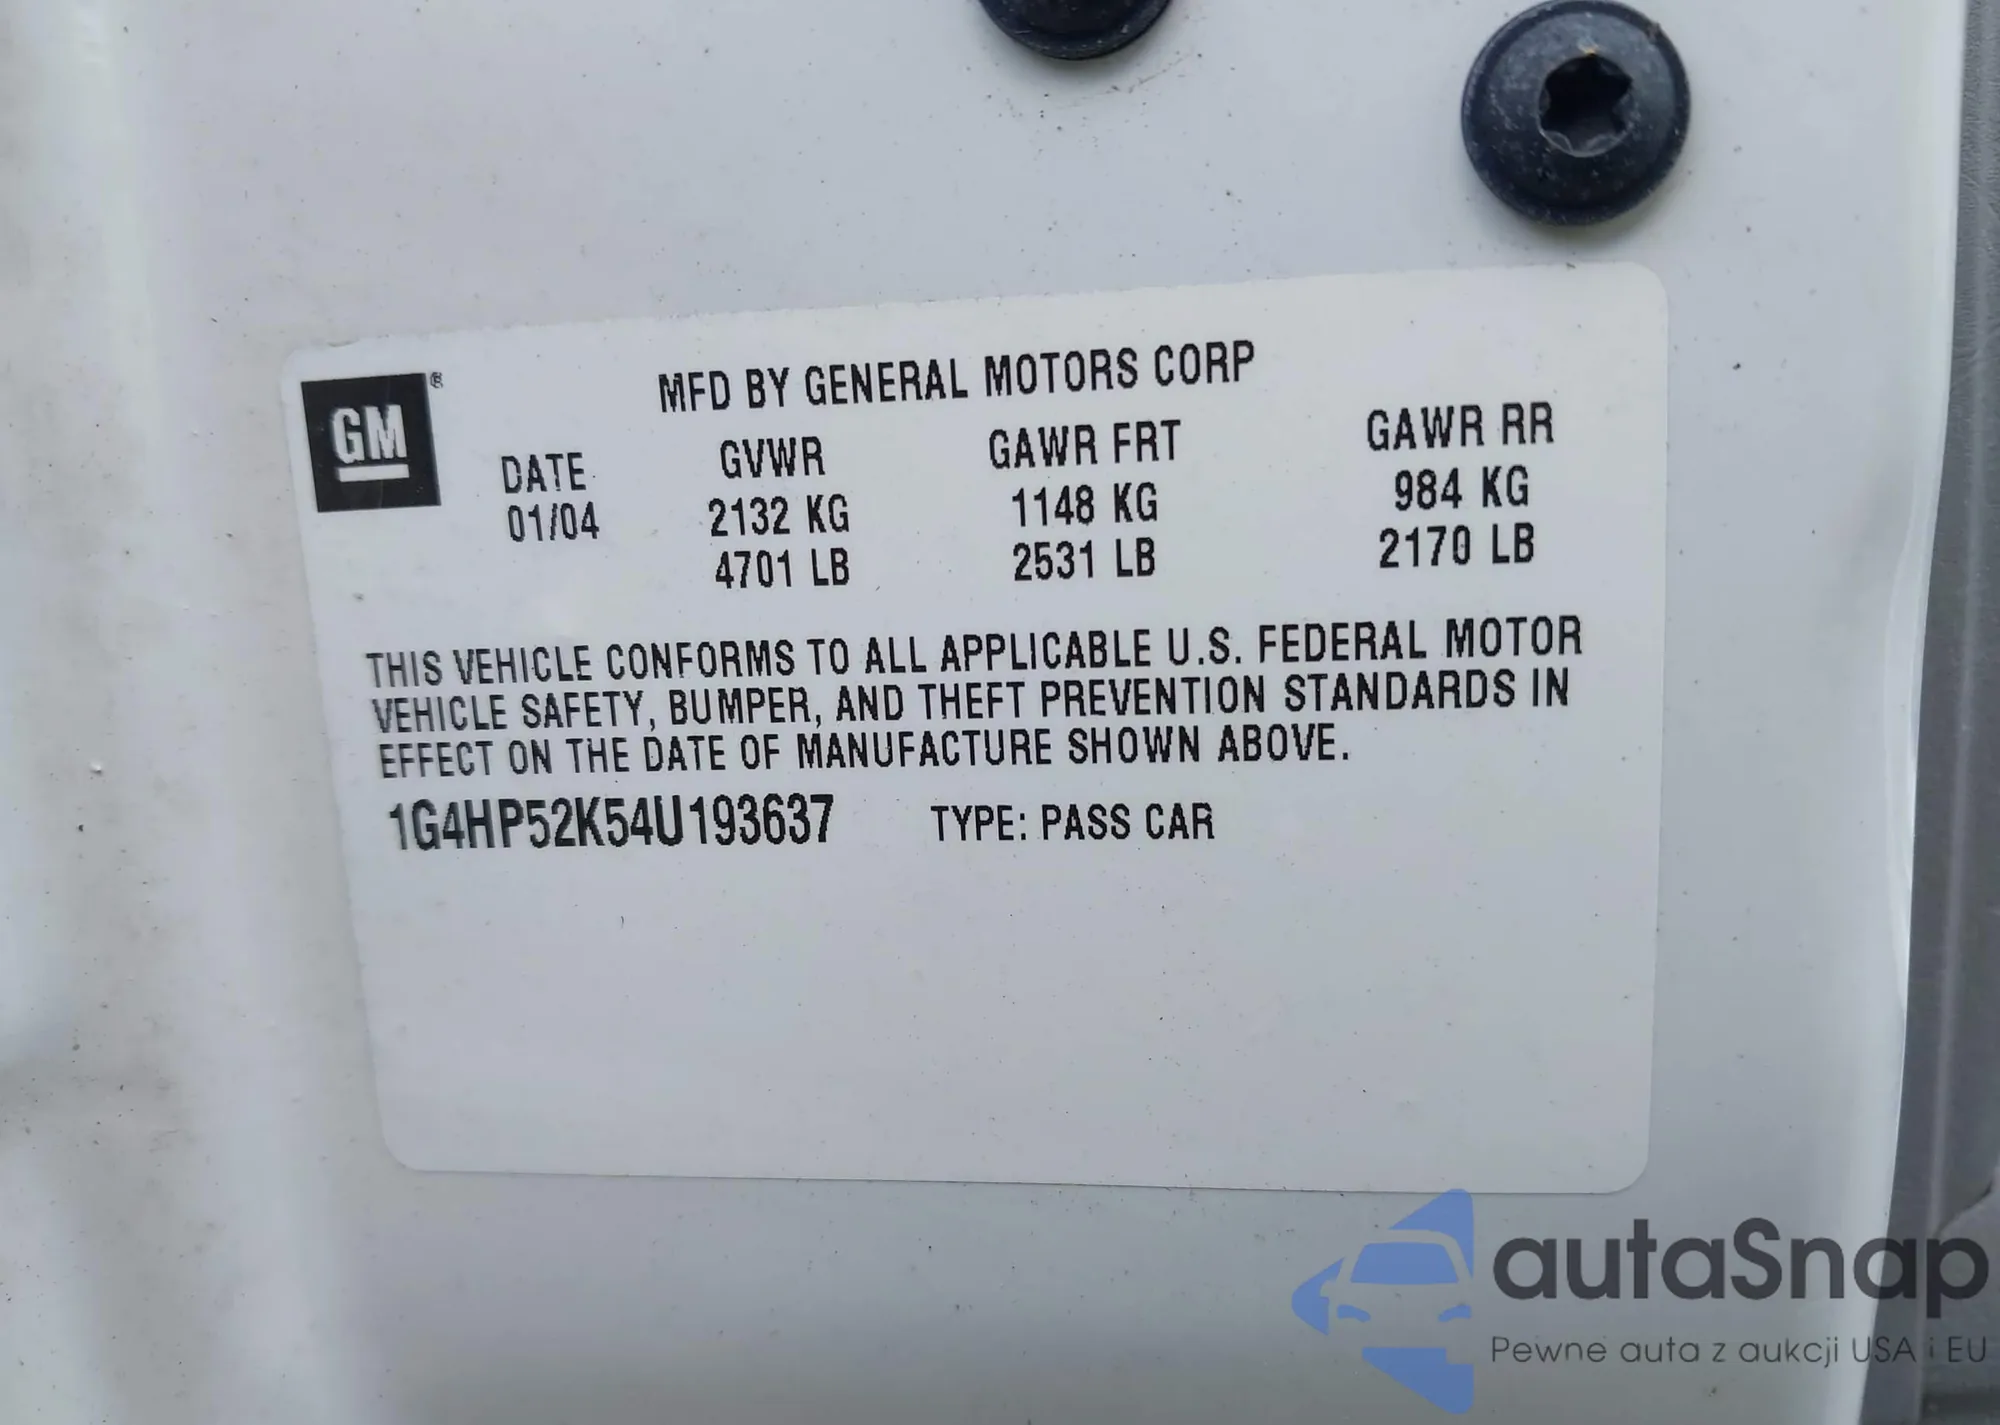 GM®
MFD BY GENERAL MOTORS CORP
DATE GVWR GAWR FRT GAWR RR
01/04 2132 KG 1148 KG 984 KG
4701 LB 2531 LB 2170 LB
THIS VEHICLE CONFORMS TO ALL APPLICABLE U.S. FEDERAL MOTOR
VEHICLE SAFETY, BUMPER, AND THEFT PREVENTION STANDARDS IN
EFFECT ON THE DATE OF MANUFACTURE SHOWN ABOVE.
1G4HP52K54U193637 TYPE: PASS CAR
autaSnap
Pewne auta z aukcji USA i EU